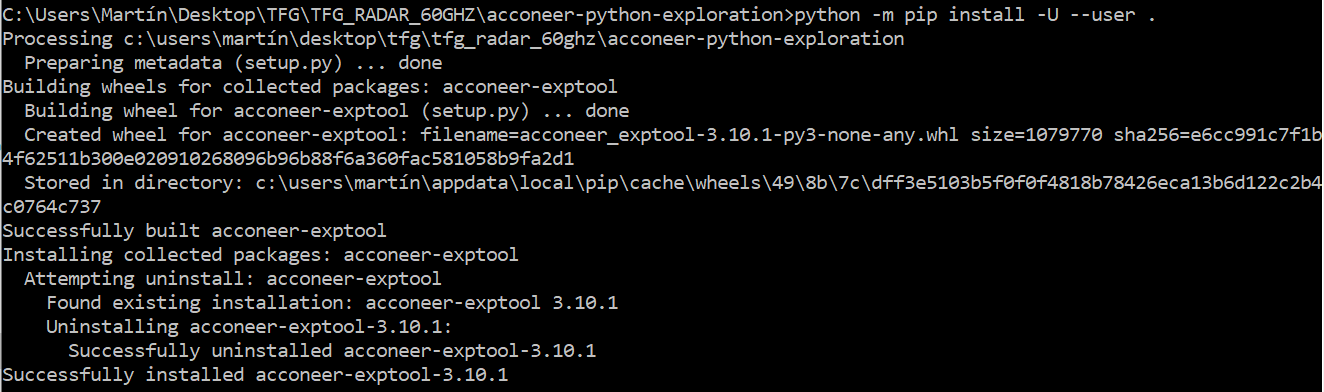 C:\Users\Martín\Desktop\TFG\TFG_RADAR_60GHZ\acconeer-python-exploration>python -m pip install -U --user .
Processing c:\users\martín\desktop\tfg\tfg_radar_60ghz\acconeer-python-exploration
  Preparing metadata (setup.py) ... done
Building wheels for collected packages: acconeer-exptool
  Building wheel for acconeer-exptool (setup.py) ... done
  Created wheel for acconeer-exptool: filename=acconeer_exptool-3.10.1-py3-none-any.whl size=1079770 sha256=e6cc991c7f1b
4f62511b300e020910268096b96b88f6a360fac581058b9fa2d1
  Stored in directory: c:\users\martín\appdata\local\pip\cache\wheels\49\8b\7c\dff3e5103b5f0f0f4818b78426eca13b6d122c2b4
c0764c737
Successfully built acconeer-exptool
Installing collected packages: acconeer-exptool
  Attempting uninstall: acconeer-exptool
    Found existing installation: acconeer-exptool 3.10.1
    Uninstalling acconeer-exptool-3.10.1:
      Successfully uninstalled acconeer-exptool-3.10.1
Successfully installed acconeer-exptool-3.10.1